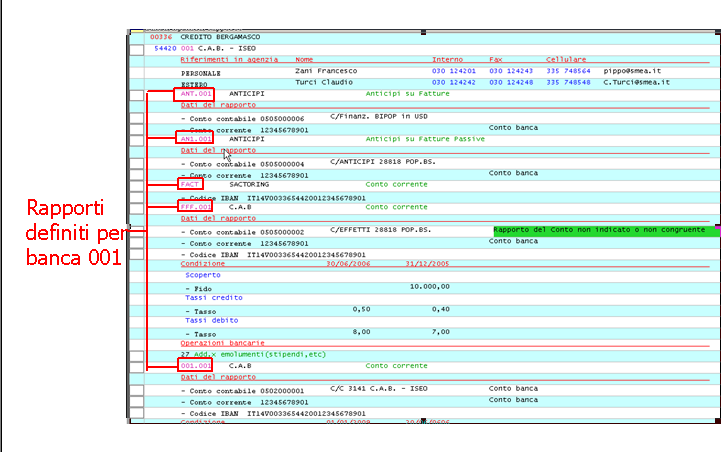 00336 CREDITO BERGAMASCO
54420 001 C.A.B. - ISEO
Riferimenti in agenzia Nome Interno Fax Cellulare
PERSONALE Zani Francesco 030 124201 030 124243 335 748564 pippo@smea.it
ESTERO Turci Claudio 030 124242 030 124248 335 748548 C.Turci@smea.it
ANT.001 ANTICIPI Anticipi su Fatture
Dati del rapporto
- Conto contabile 0505000006 C/Finanz. BIPOP in USD Conto banca
- Conto corrente 12345678901
AN1.001 ANTICIPI Anticipi su Fatture Passive
Dati del rapporto
- Conto contabile 0505000004 C/ANTICIPI 28818 POP.BS. Conto banca
- Conto corrente 12345678901
FACT SACTORING Conto corrente
- Codice IBAN IT14V0033654420012345678901
FFF.001 C.A.B Conto corrente
Dati del rapporto
- Conto contabile 0505000002 C/EFFETTI 28818 POP.BS. Rapporto del Conto non indicato o non congruente
- Conto corrente 12345678901 Conto banca
- Codice IBAN IT14V0033654420012345678901
Condizione 30/06/2006 31/12/2005
Scoperto
- Fido 10.000,00
Tassi credito
- Tasso 0,50 0,40
Tassi debito
- Tasso 8,00 7,00
Operazioni bancarie
27 Add.x emolumenti(stipendi,etc)
001.001 C.A.B Conto corrente
Dati del rapporto
- Conto contabile 0502000001 C/C 3141 C.A.B. - ISEO Conto banca
- Conto corrente 12345678901 Conto banca
- Codice IBAN IT14V0033654420012345678901
Condizione
Rapporti
definiti per
banca 001